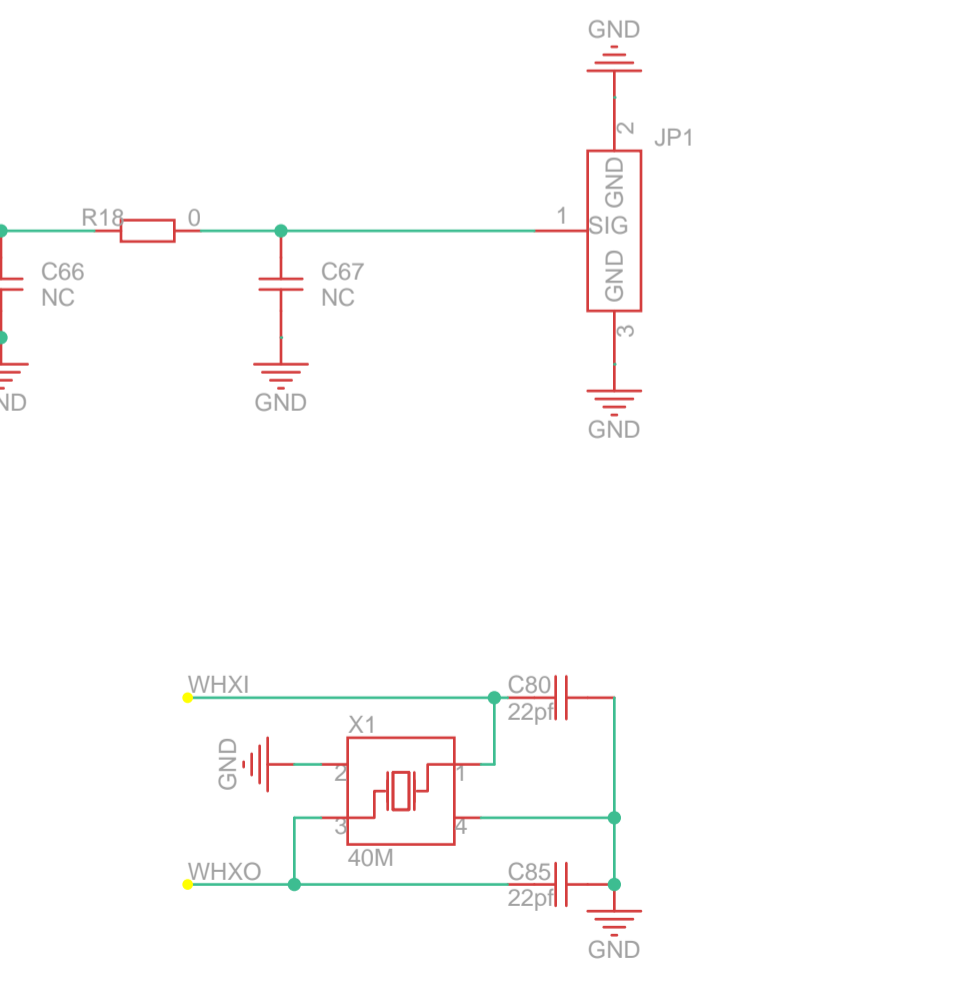 GND
2
JP1
GND
R18
0
1
SIG
C66
NC
C67
NC
GND
3
ND
GND
GND
WHXI
C80
22pf
X1
GND
2
1
3
4
40M
WHXO
C85
22pf
GND